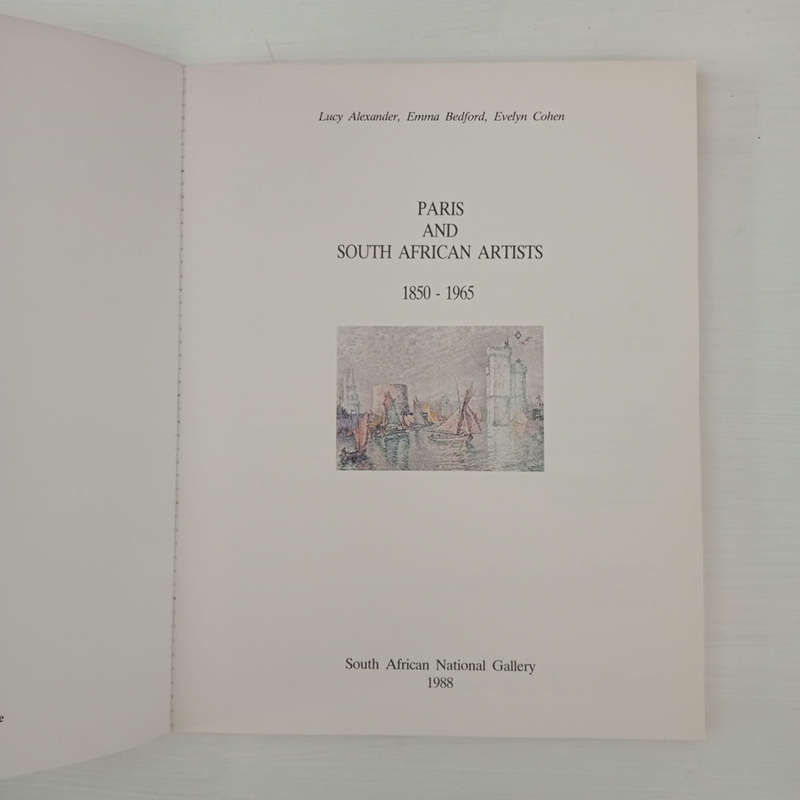 Lucy Alexander, Emma Bedford, Evelyn Cohen
PARIS
AND
SOUTH AFRICAN ARTISTS
1850 - 1965
South African National Gallery
1988